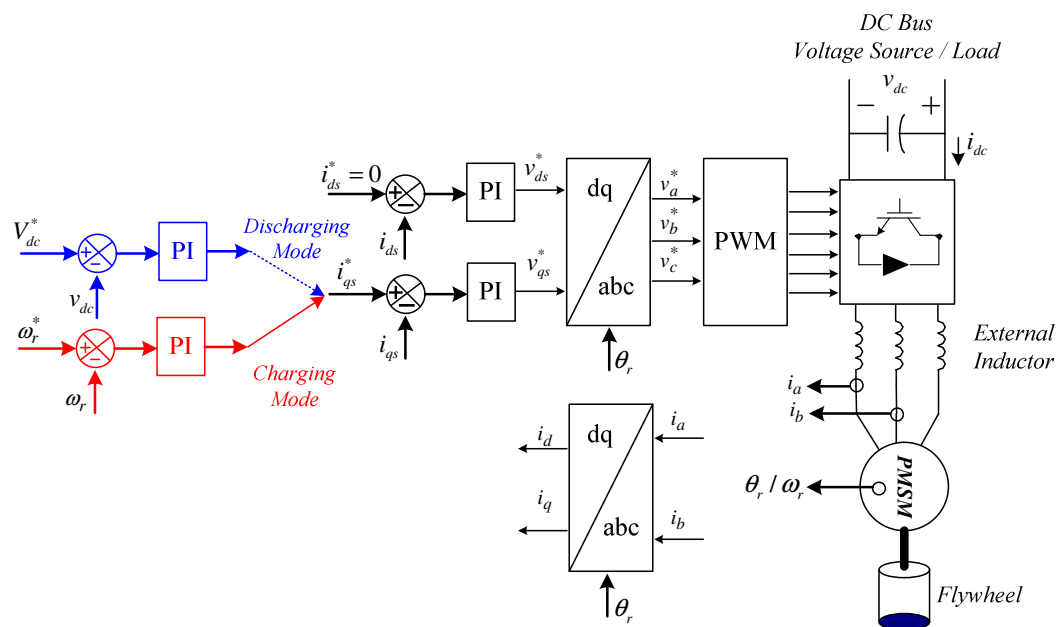 DC Bus
Voltage Source / Load
v_dc
− +
i_dc
i*_ds = 0
+ −
PI
v*_ds
i_ds
dq
abc
v*_a
v*_b
v*_c
PWM
V*_dc
+ −
PI
Discharging
Mode
v_dc
i*_qs
+ −
PI
v*_qs
i_qs
θ_r
ω*_r
+ −
PI
Charging
Mode
ω_r
External
Inductor
i_a
i_b
dq
abc
i_d
i_q
i_a
i_b
θ_r
θ_r / ω_r
PMSM
Flywheel